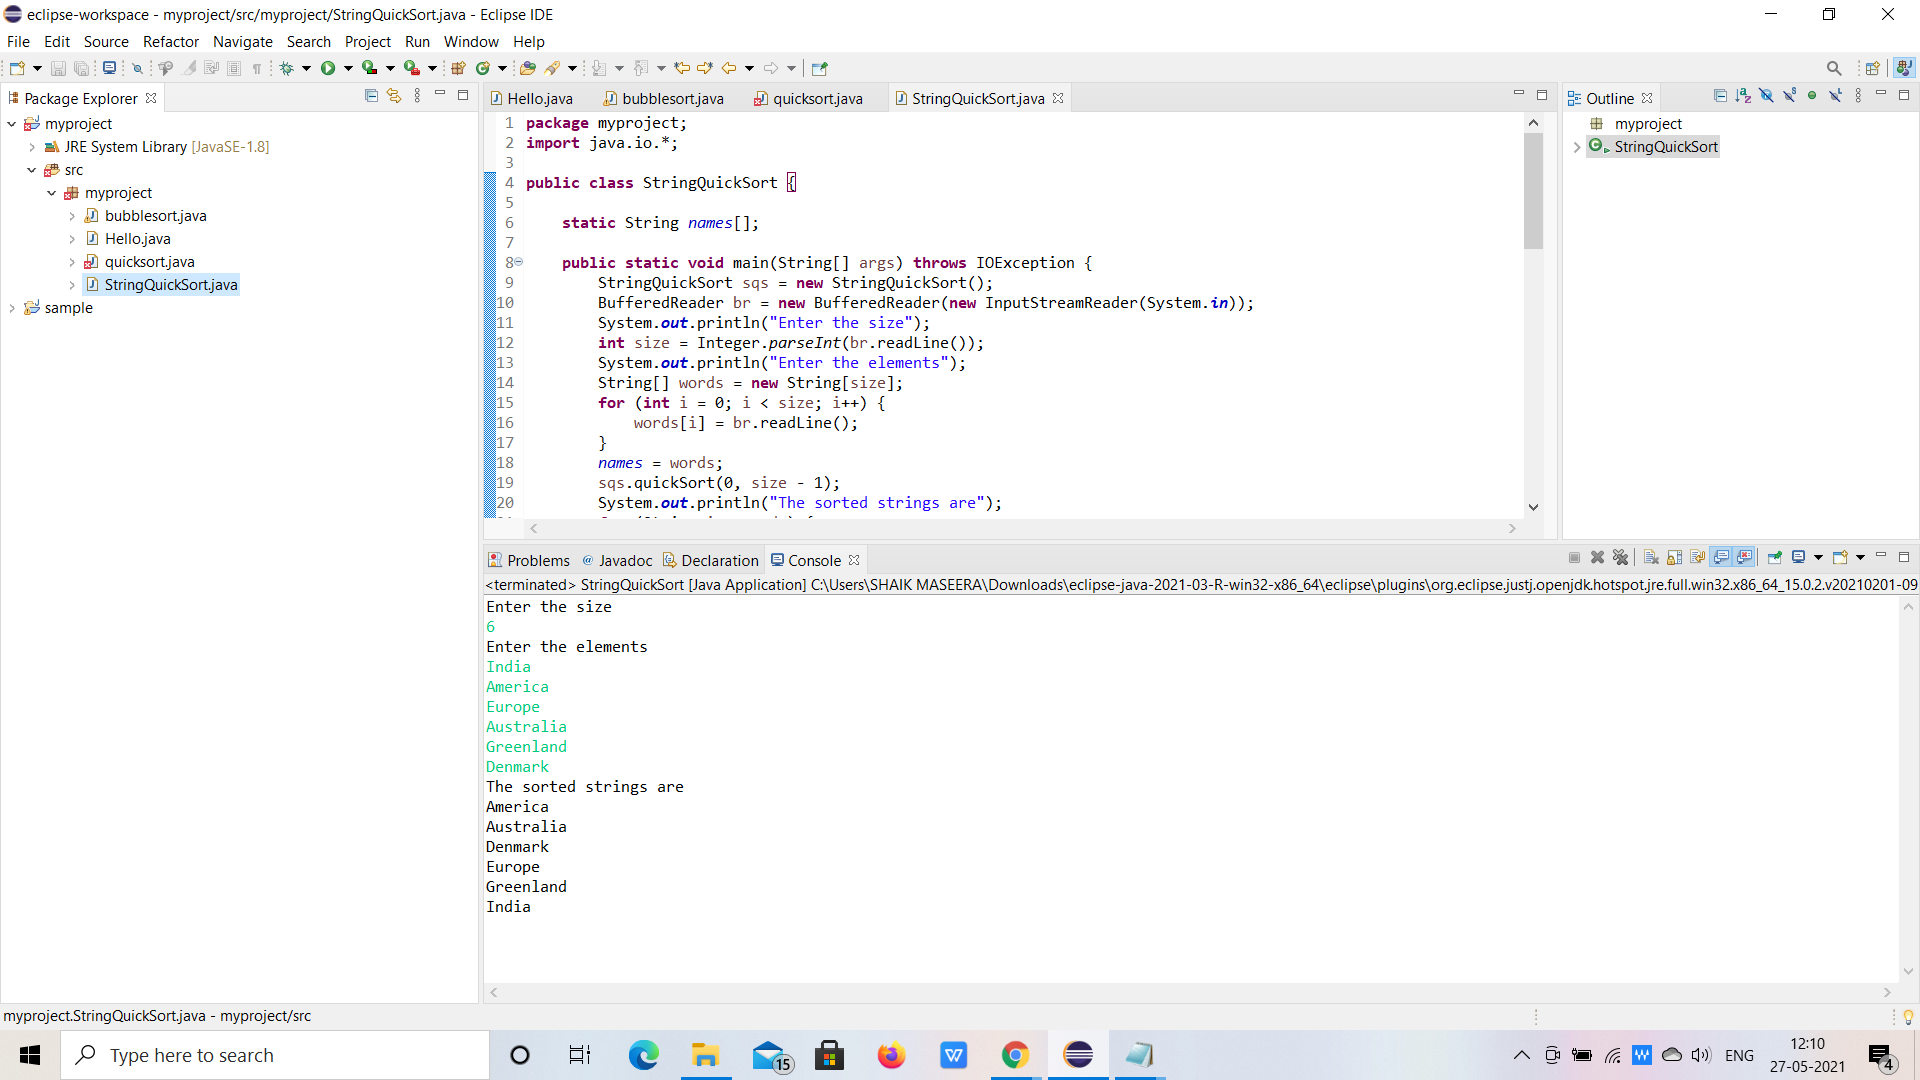 eclipse-workspace - myproject/src/myproject/StringQuickSort.java - Eclipse IDE
File Edit Source Refactor Navigate Search Project Run Window Help
Package Explorer
myproject
JRE System Library [JavaSE-1.8]
src
myproject
bubblesort.java
Hello.java
quicksort.java
StringQuickSort.java
sample
Hello.java bubblesort.java quicksort.java StringQuickSort.java
1 package myproject;
2 import java.io.*;
3
4 public class StringQuickSort {
5
6 static String names[];
7
8 public static void main(String[] args) throws IOException {
9 StringQuickSort sqs = new StringQuickSort();
10 BufferedReader br = new BufferedReader(new InputStreamReader(System.in));
11 System.out.println("Enter the size");
12 int size = Integer.parseInt(br.readLine());
13 System.out.println("Enter the elements");
14 String[] words = new String[size];
15 for (int i = 0; i < size; i++) {
16 words[i] = br.readLine();
17 }
18 names = words;
19 sqs.quickSort(0, size - 1);
20 System.out.println("The sorted strings are");
Outline
myproject
StringQuickSort
Problems Javadoc Declaration Console
<terminated> StringQuickSort [Java Application] C:\Users\SHAIK MASEERA\Downloads\eclipse-java-2021-03-R-win32-x86_64\eclipse\plugins\org.eclipse.justj.openjdk.hotspot.jre.full.win32.x86_64_15.0.2.v20210201-09
Enter the size
6
Enter the elements
India
America
Europe
Australia
Greenland
Denmark
The sorted strings are
America
Australia
Denmark
Europe
Greenland
India
myproject.StringQuickSort.java - myproject/src
Type here to search
15
ENG
12:10
27-05-2021
4